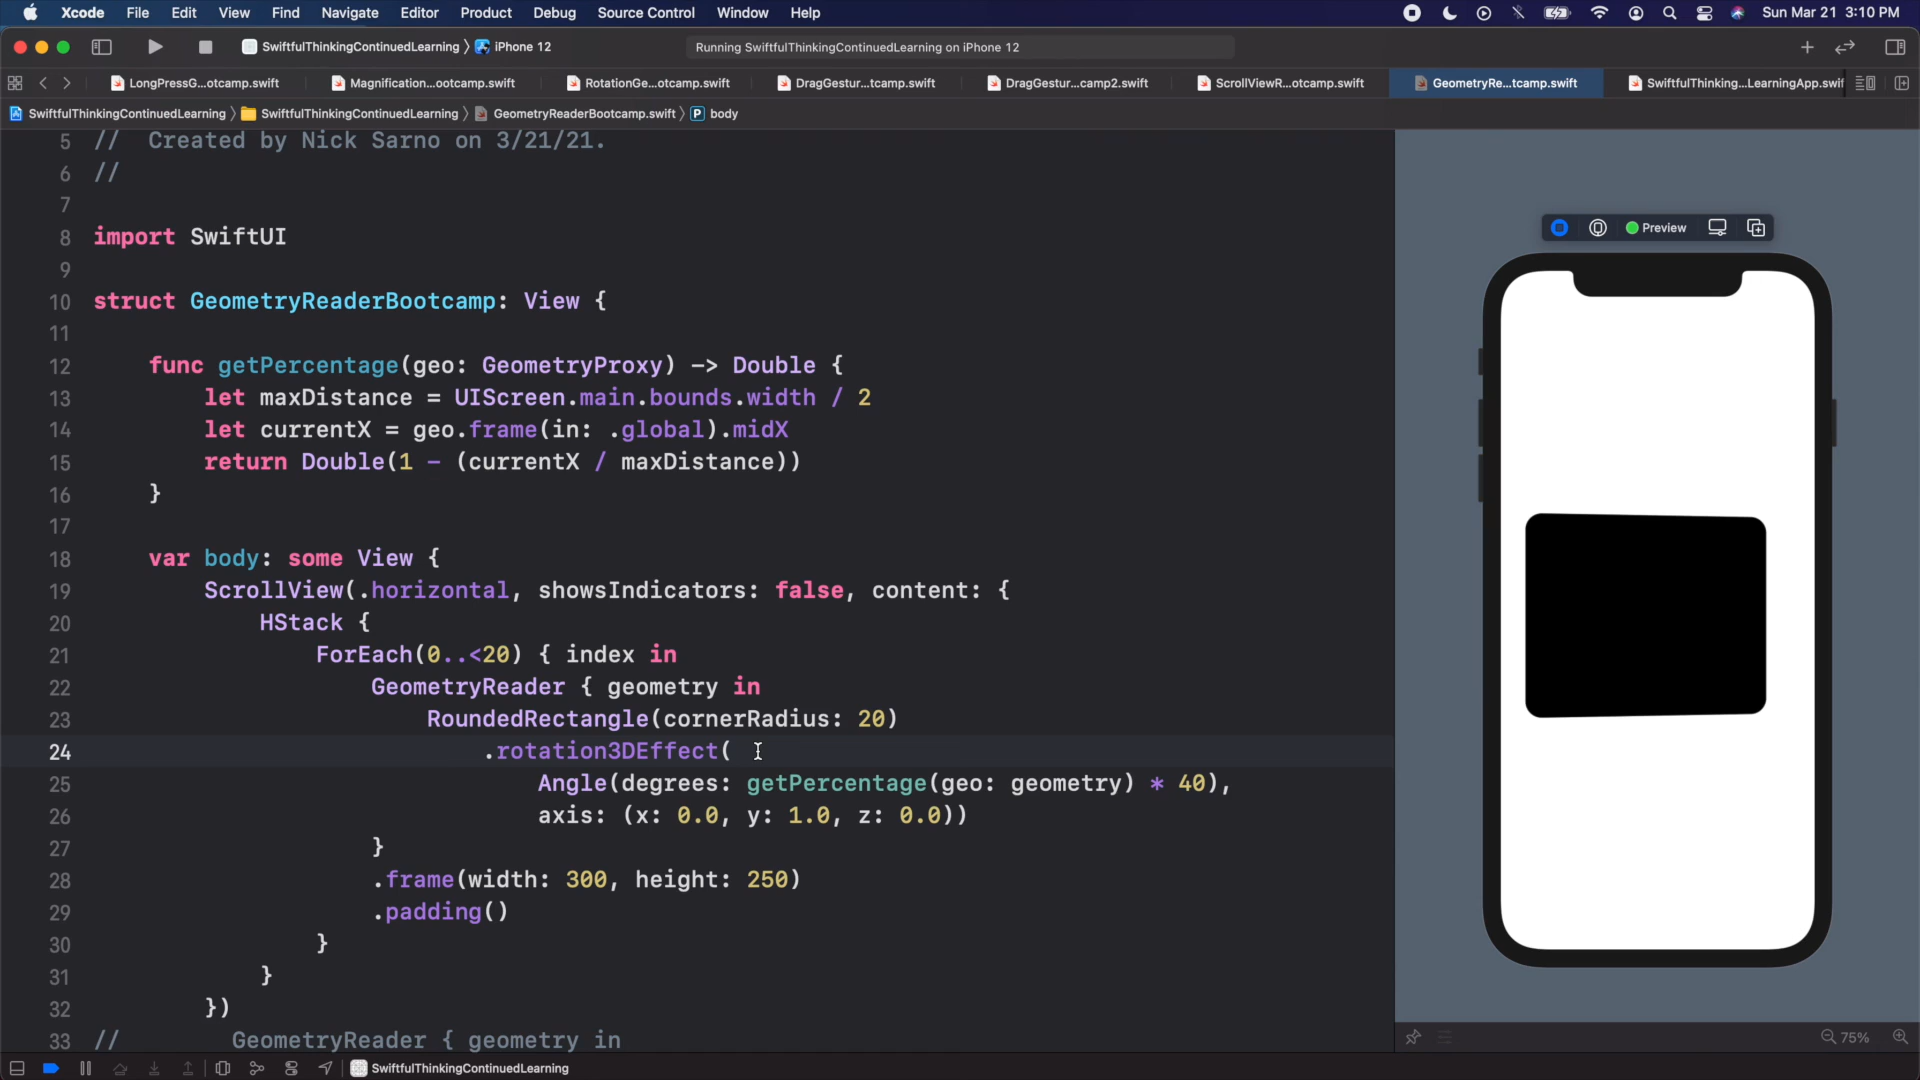 Xcode File Edit View Find Navigate Editor Product Debug Source Control Window Help Sun Mar 21 3:10 PM
SwiftfulThinkingContinuedLearning 〉 iPhone 12 Running SwiftfulThinkingContinuedLearning on iPhone 12
LongPressG...otcamp.swift Magnification...ootcamp.swift RotationGe...otcamp.swift DragGestur...tcamp.swift DragGestur...camp2.swift ScrollViewR...otcamp.swift GeometryRe...tcamp.swift SwiftfulThinking...LearningApp.swif
SwiftfulThinkingContinuedLearning 〉 SwiftfulThinkingContinuedLearning 〉 GeometryReaderBootcamp.swift 〉 P body
5 // Created by Nick Sarno on 3/21/21.
6 //
7
8 import SwiftUI
9
10 struct GeometryReaderBootcamp: View {
11
12 func getPercentage(geo: GeometryProxy) -> Double {
13 let maxDistance = UIScreen.main.bounds.width / 2
14 let currentX = geo.frame(in: .global).midX
15 return Double(1 - (currentX / maxDistance))
16 }
17
18 var body: some View {
19 ScrollView(.horizontal, showsIndicators: false, content: {
20 HStack {
21 ForEach(0..<20) { index in
22 GeometryReader { geometry in
23 RoundedRectangle(cornerRadius: 20)
24 .rotation3DEffect(
25 Angle(degrees: getPercentage(geo: geometry) * 40),
26 axis: (x: 0.0, y: 1.0, z: 0.0))
27 }
28 .frame(width: 300, height: 250)
29 .padding()
30 }
31 }
32 })
33 // GeometryReader { geometry in
Preview
75%
SwiftfulThinkingContinuedLearning